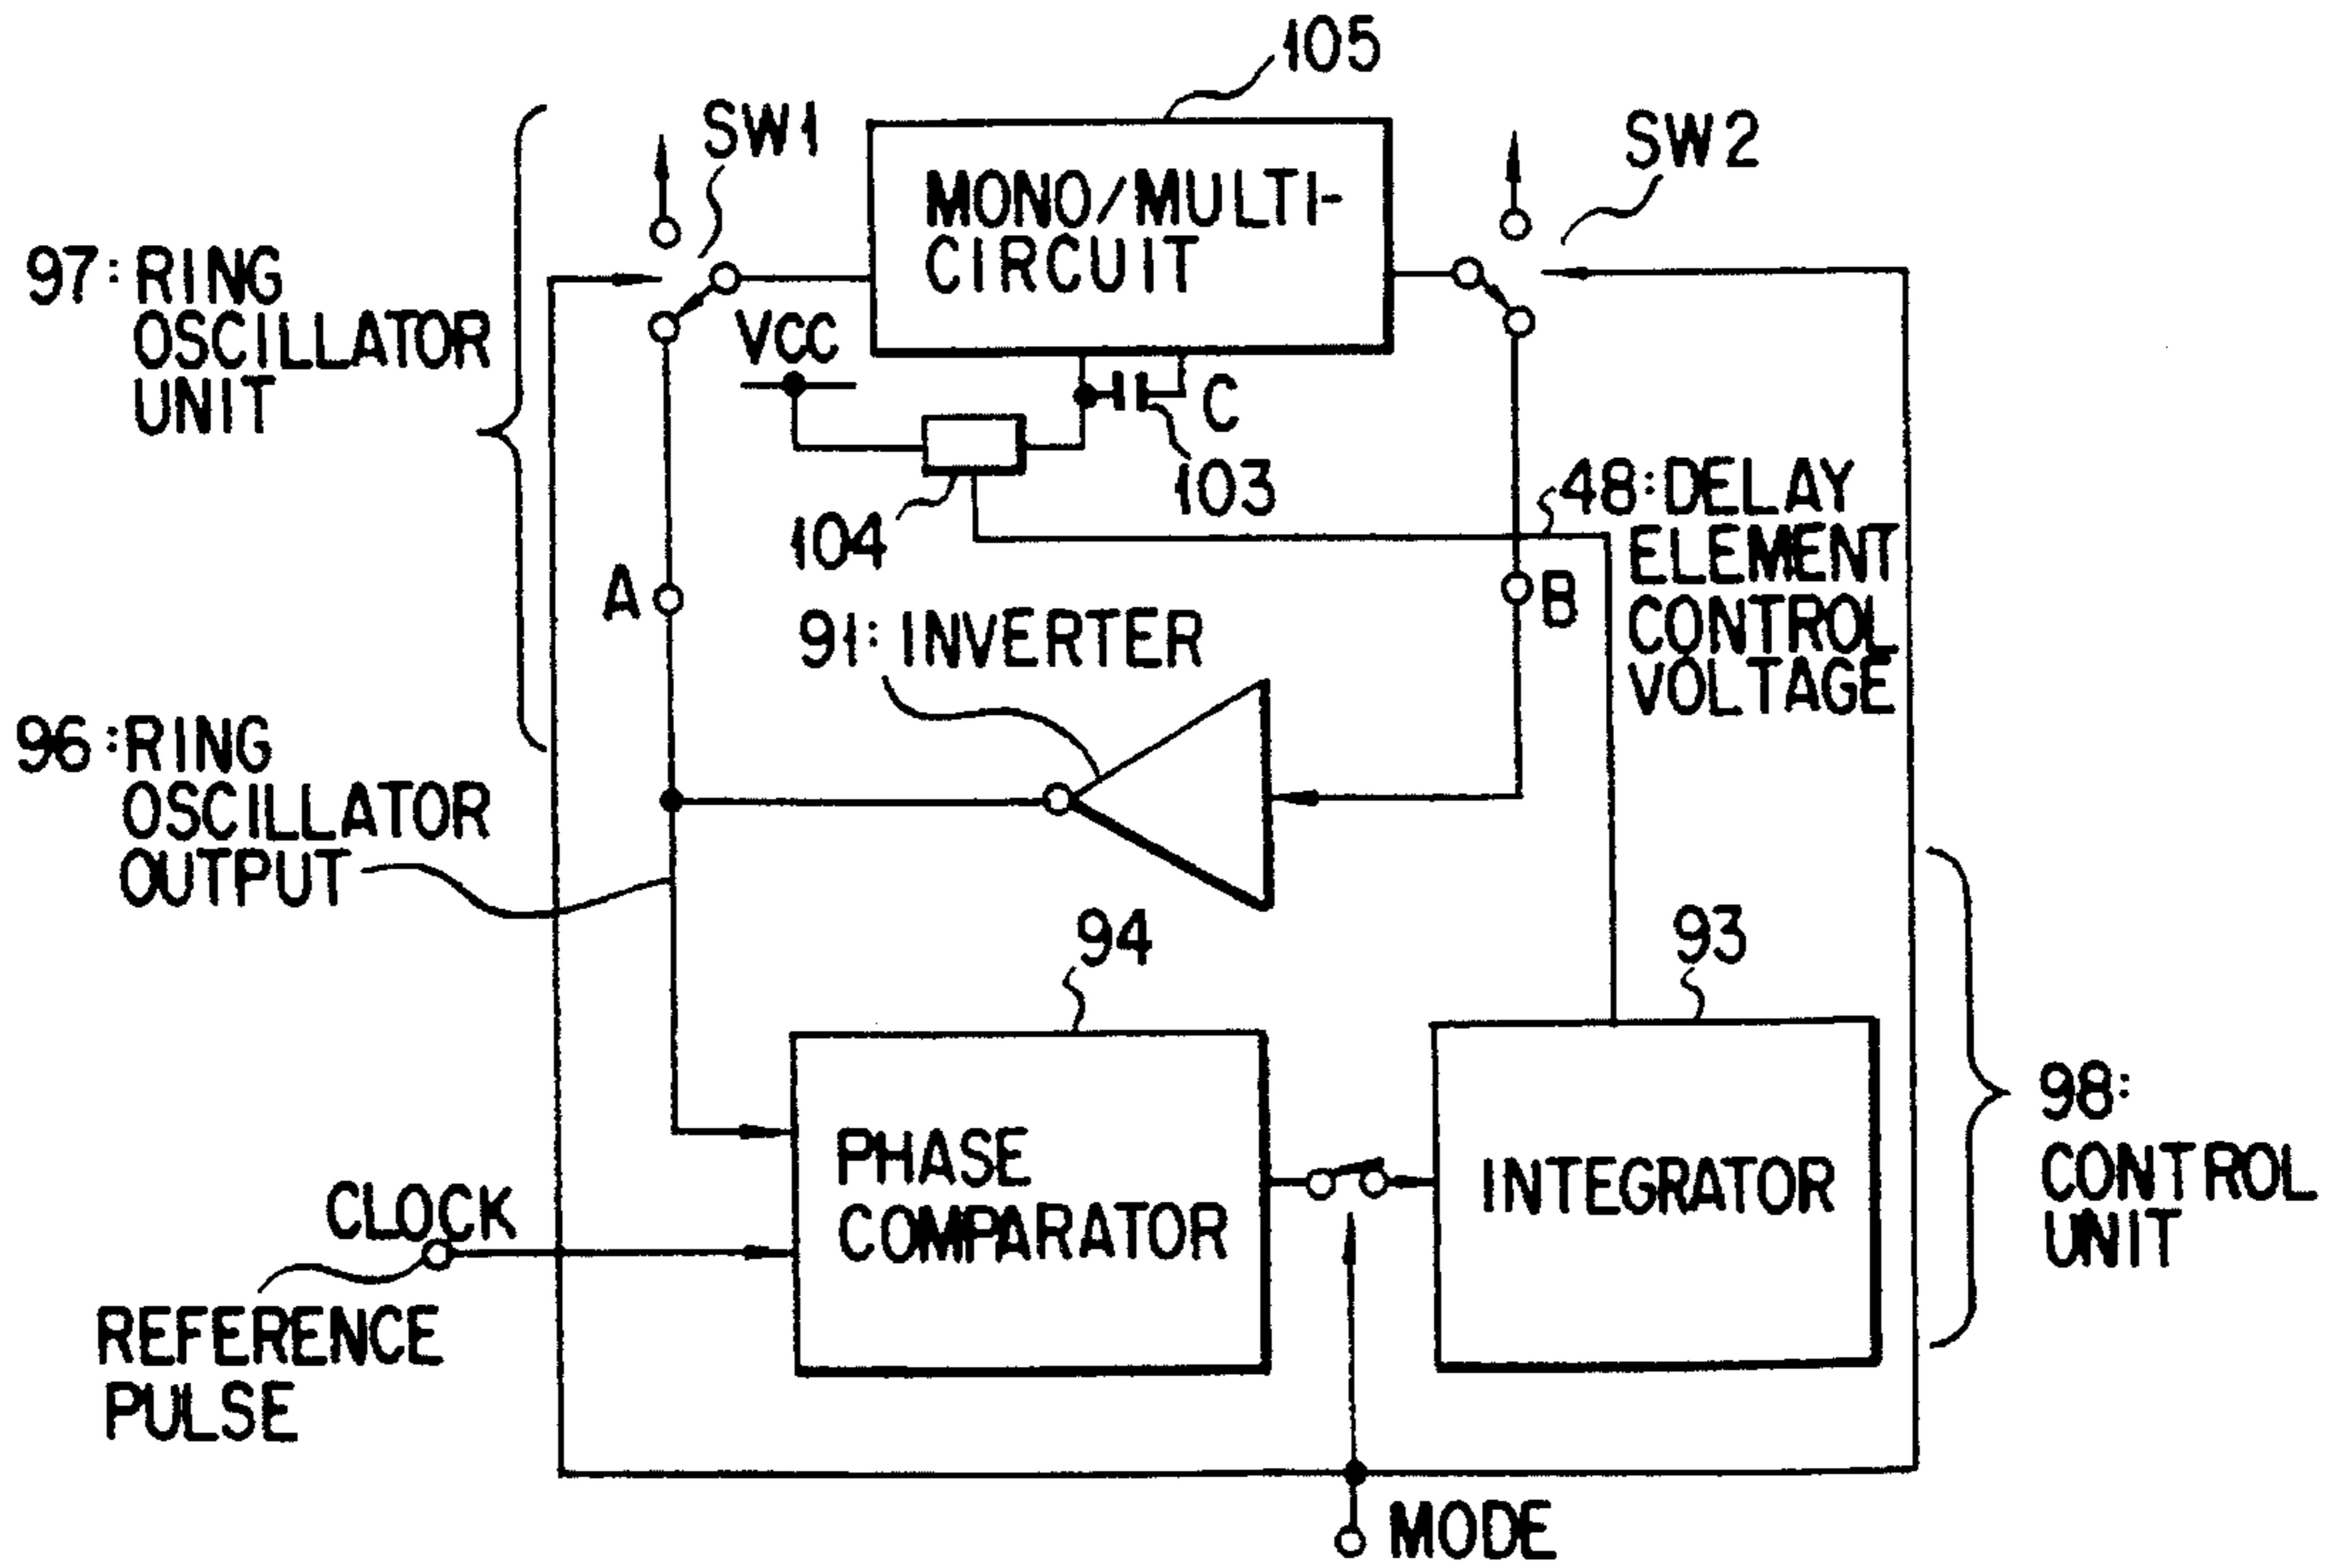 105
SW1
SW2
MONO/MULTI-
CIRCUIT
97: RING
OSCILLATOR
UNIT
VCC
C
103
104
48: DELAY
ELEMENT
CONTROL
VOLTAGE
A
B
91: INVERTER
96: RING
OSCILLATOR
OUTPUT
94
93
PHASE
COMPARATOR
INTEGRATOR
98:
CONTROL
UNIT
CLOCK
REFERENCE
PULSE
MODE